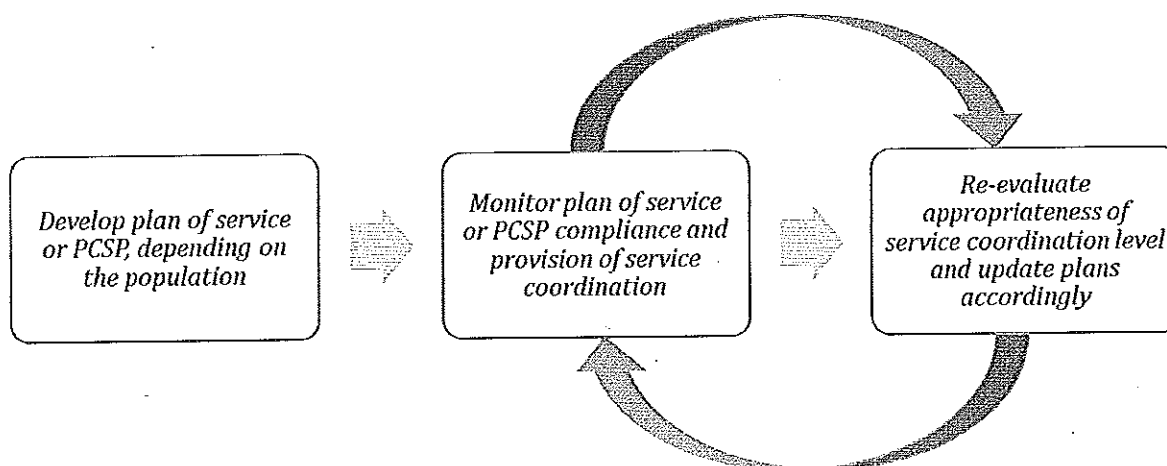 Develop plan of service
or PCSP, depending on
the population
Monitor plan of service
or PCSP compliance and
provision of service
coordination
Re-evaluate
appropriateness of
service coordination level
and update plans
accordingly